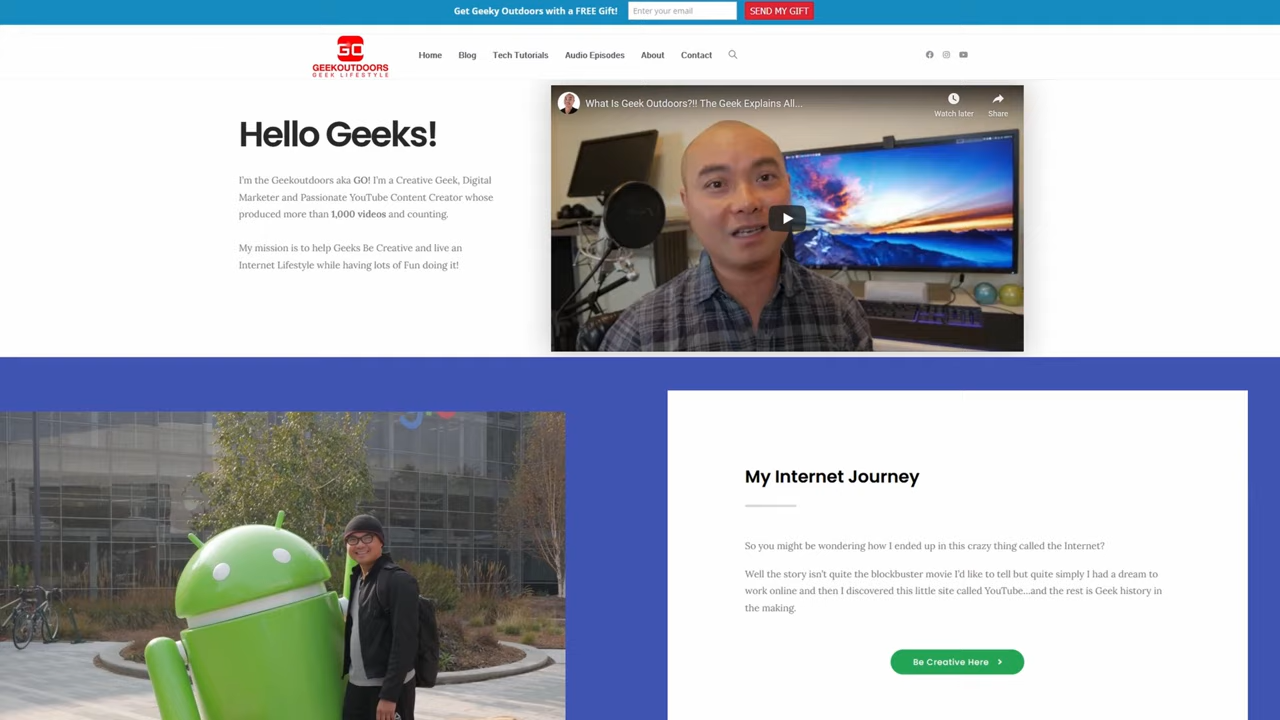 Get Geeky Outdoors with a FREE Gift!
Enter your email
SEND MY GIFT
GO
GEEKOUTDOORS
GEEK LIFESTYLE
Home
Blog
Tech Tutorials
Audio Episodes
About
Contact
Hello Geeks!
I'm the Geekoutdoors aka GO! I'm a Creative Geek, Digital
Marketer and Passionate YouTube Content Creator whose
produced more than 1,000 videos and counting.
My mission is to help Geeks Be Creative and live an
Internet Lifestyle while having lots of Fun doing it!
What Is Geek Outdoors?!! The Geek Explains All...
Watch later
Share
My Internet Journey
So you might be wondering how I ended up in this crazy thing called the Internet?
Well the story isn't quite the blockbuster movie I'd like to tell but quite simply I had a dream to
work online and then I discovered this little site called YouTube...and the rest is Geek history in
the making.
Be Creative Here